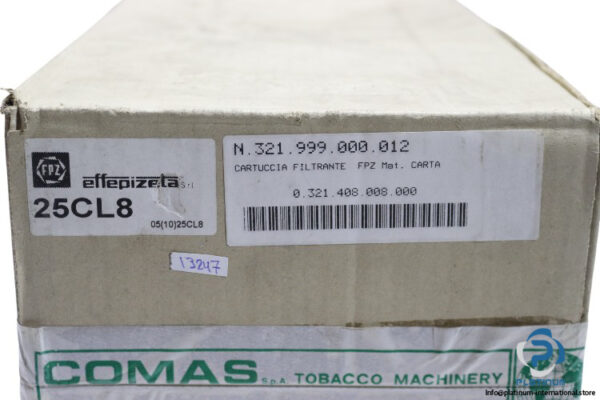 FPZ
effepizeta S.r.l.
25CL8
05(10)25CL8
N.321.999.000.012
CARTUCCIA FILTRANTE FPZ Mat. CARTA
0.321.408.008.000
13247
COMAS S.p.A. TOBACCO MACHINERY
PLATINUM
info@platinum-international.store